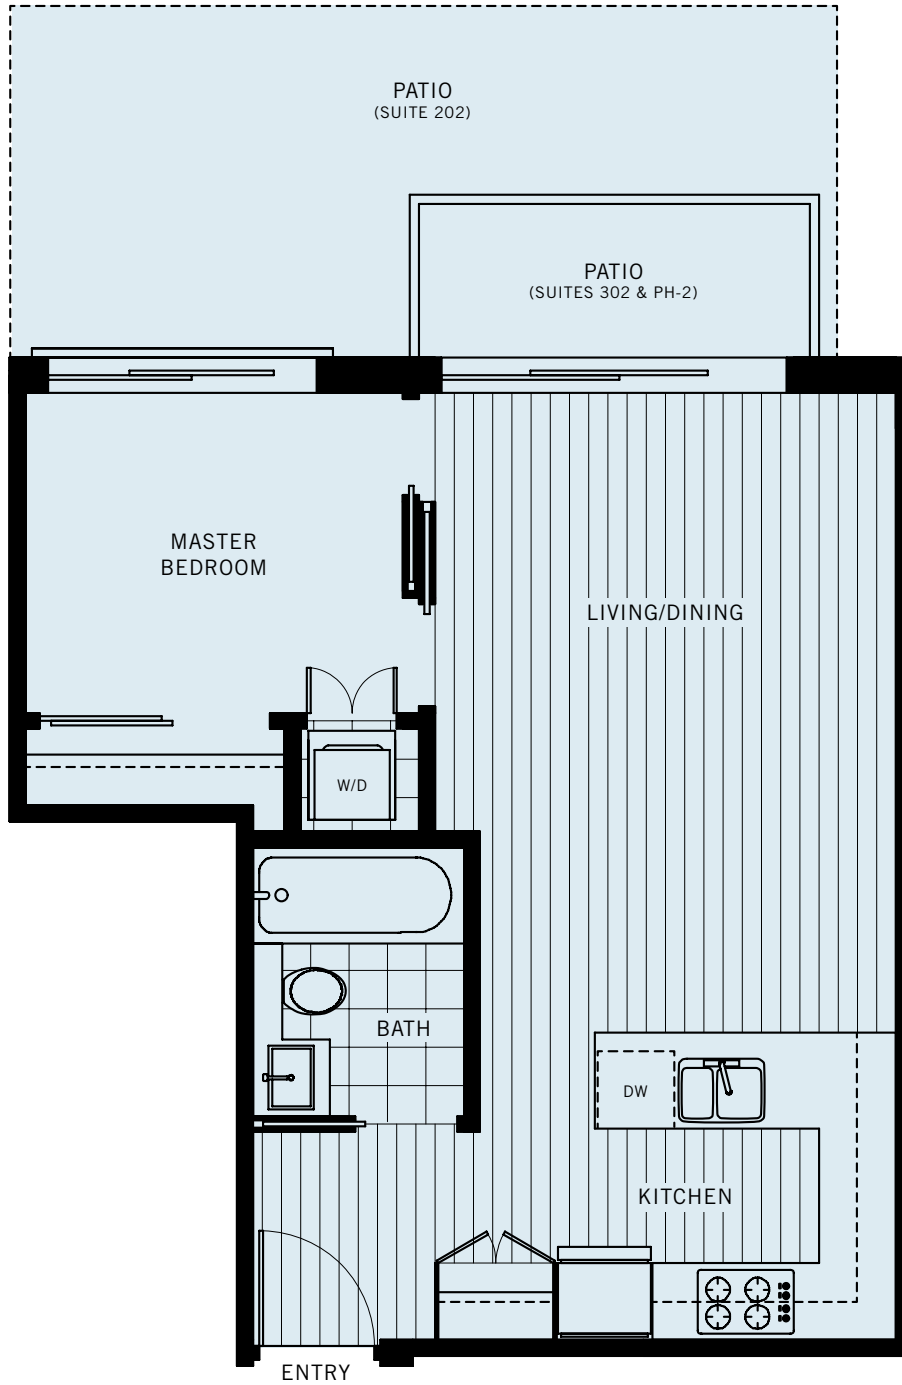 PATIO
(SUITE 202)
PATIO
(SUITES 302 & PH-2)
MASTER
BEDROOM
LIVING/DINING
W/D
BATH
DW
KITCHEN
ENTRY